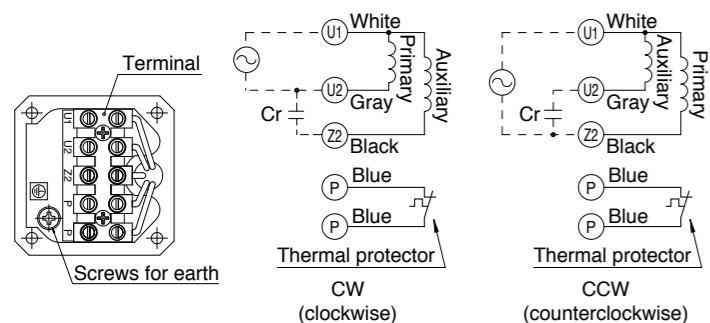 Terminal
U1
U2
Z2
P
P
Screws for earth
U1
White
Primary
Auxiliary
U2
Gray
Cr
Z2
Black
P
Blue
P
Blue
Thermal protector
CW
(clockwise)
U1
White
Auxiliary
Primary
U2
Gray
Cr
Z2
Black
P
Blue
P
Blue
Thermal protector
CCW
(counterclockwise)